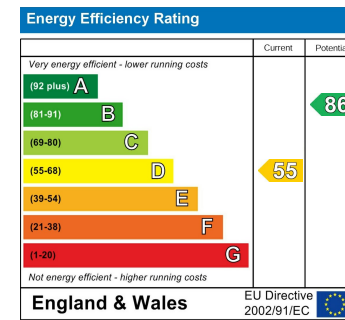 Energy Efficiency Rating
Current Potentia
Very energy efficient - lower running costs
(92 plus) A
(81-91) B
86
(69-80) C
(55-68) D
55
(39-54) E
(21-38) F
(1-20) G
Not energy efficient - higher running costs
England & Wales
EU Directive
2002/91/EC